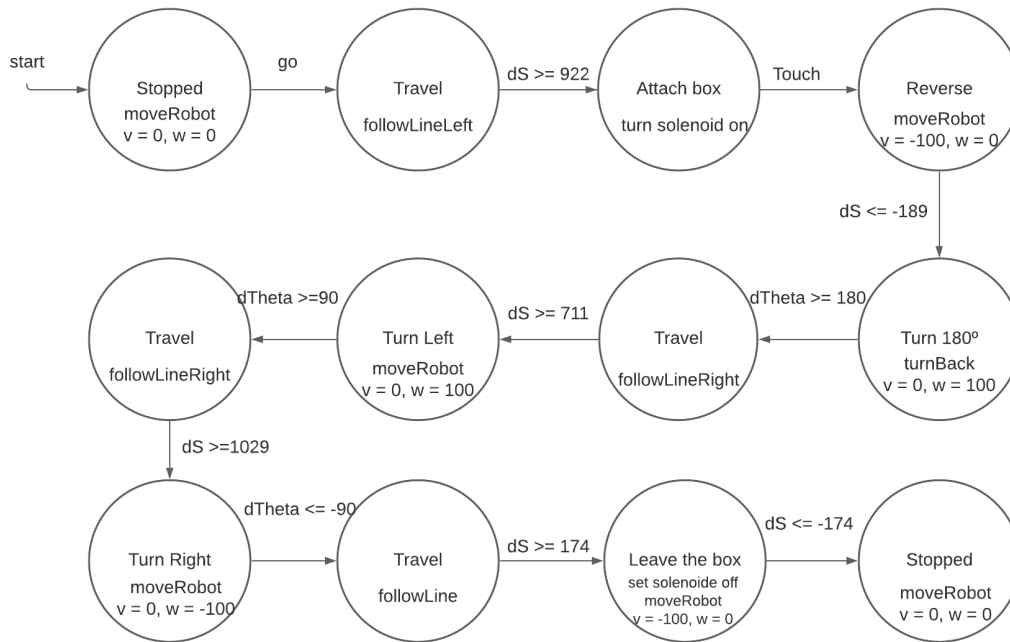 start
Stopped
moveRobot
v = 0, w = 0
go
Travel
followLineLeft
dS >= 922
Attach box
turn solenoid on
Touch
Reverse
moveRobot
v = -100, w = 0
dS <= -189
Turn 180º
turnBack
v = 0, w = 100
dTheta >= 180
Travel
followLineRight
dS >= 711
Turn Left
moveRobot
v = 0, w = 100
dTheta >=90
Travel
followLineRight
dS >=1029
Turn Right
moveRobot
v = 0, w = -100
dTheta <= -90
Travel
followLine
dS >= 174
Leave the box
set solenoide off
moveRobot
v = -100, w = 0
dS <= -174
Stopped
moveRobot
v = 0, w = 0